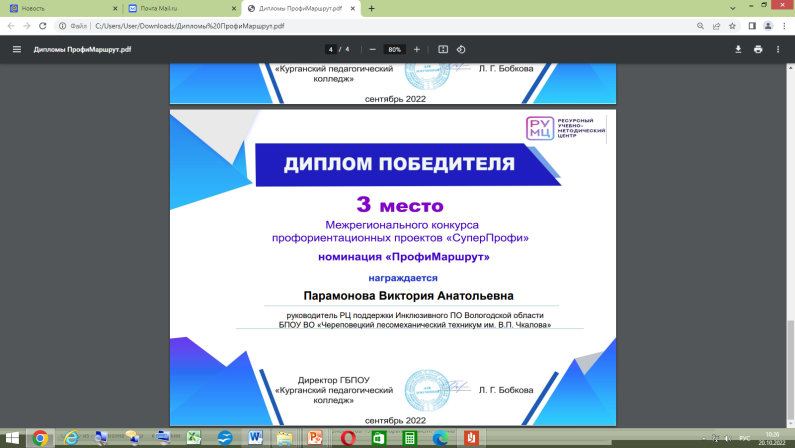 Новость
Почта Mail.ru
Дипломы ПрофиМаршрут.pdf
Файл C:/Users/User/Downloads/Дипломы%20ПрофиМаршрут.pdf
Дипломы ПрофиМаршрут.pdf
4 / 4
80%
«Курганский педагогический
колледж»
Л. Г. Бобкова
сентябрь 2022
РУ
МЦ
РЕСУРСНЫЙ
УЧЕБНО-
МЕТОДИЧЕСКИЙ
ЦЕНТР
ДИПЛОМ ПОБЕДИТЕЛЯ
3 место
Межрегионального конкурса
профориентационных проектов «СуперПрофи»
номинация «ПрофиМаршрут»
награждается
Парамонова Виктория Анатольевна
руководитель РЦ поддержки Инклюзивного ПО Вологодской области
БПОУ ВО «Череповецкий лесомеханический техникум им. В.П. Чкалова»
Директор ГБПОУ
«Курганский педагогический
колледж»
Л. Г. Бобкова
сентябрь 2022
РУС
10:26
20.10.2022